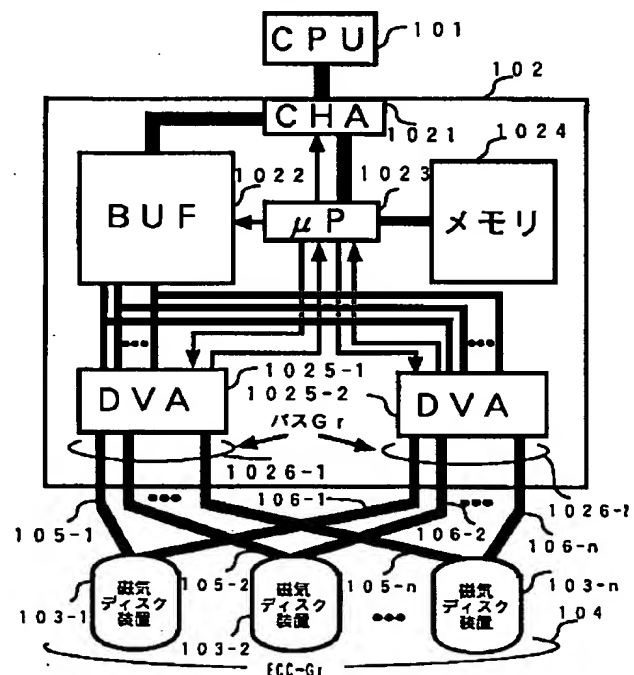 CPU
101
102
CHA
1021
1024
1022
1023
BUF
μP
メモリ
1025-1
1025-2
DVA
DVA
パスGr
1026-1
1026-2
106-1
105-1
106-2
106-n
105-2
105-n
103-n
磁気
ディスク
装置
磁気
ディスク
装置
磁気
ディスク
装置
103-1
103-2
104
ECC-Gr